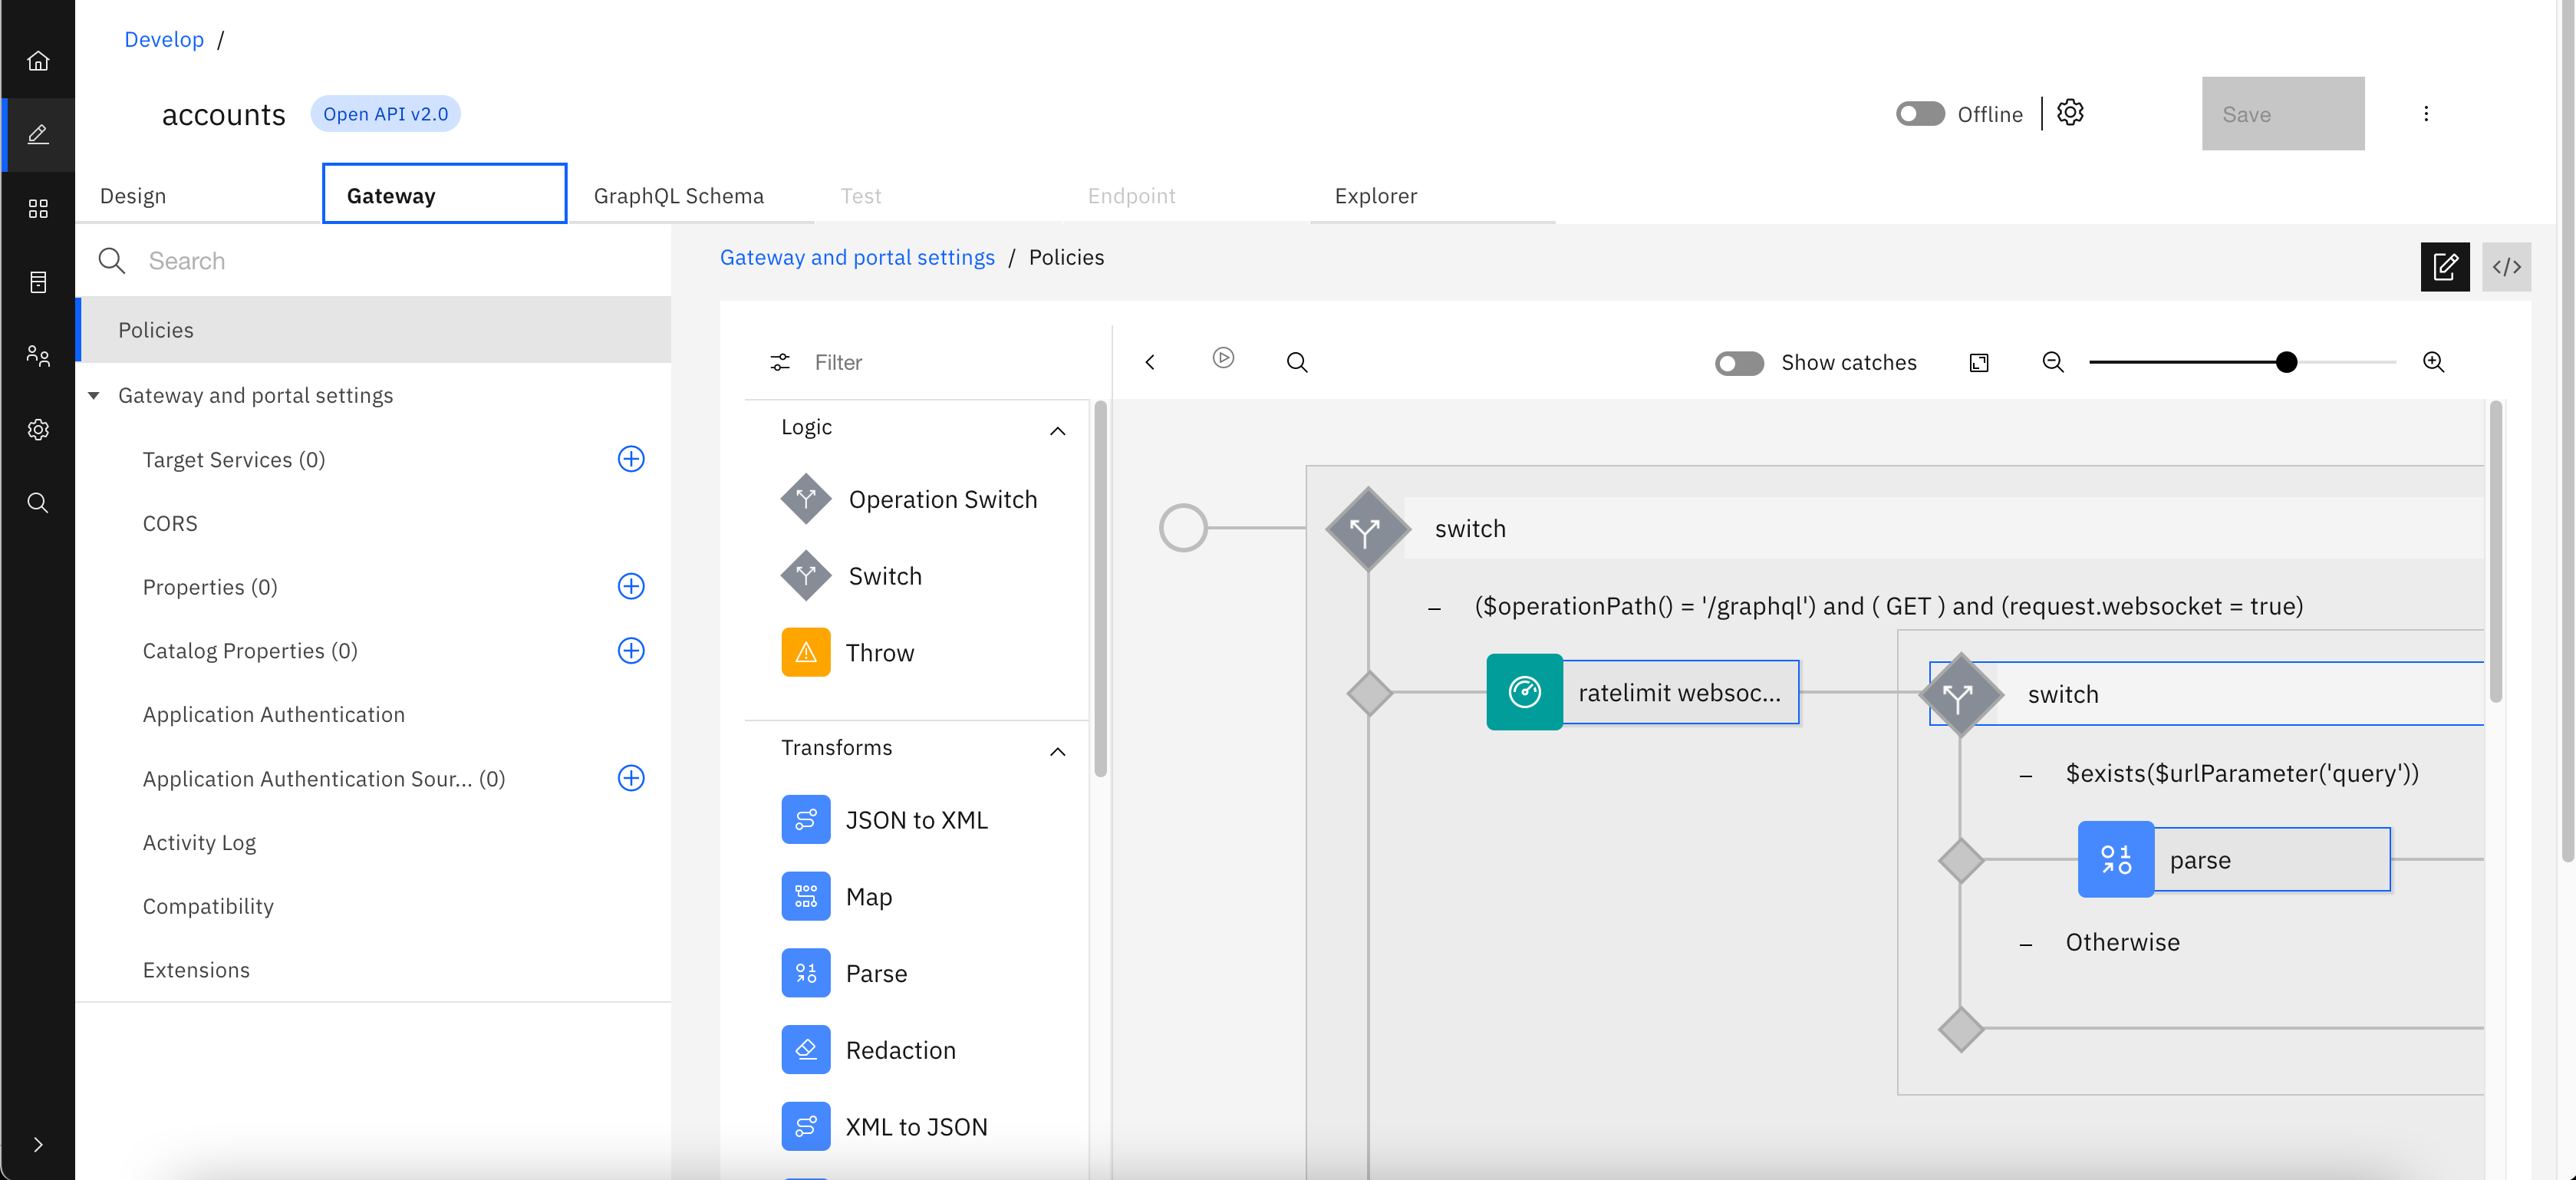 Develop /
accounts Open API v2.0 Offline Save
Design Gateway GraphQL Schema Test Endpoint Explorer
Search
Policies
Gateway and portal settings
Target Services (0)
CORS
Properties (0)
Catalog Properties (0)
Application Authentication
Application Authentication Sour... (0)
Activity Log
Compatibility
Extensions
Gateway and portal settings / Policies
</>
Filter
Show catches
Logic
Operation Switch
Switch
Throw
Transforms
JSON to XML
Map
Parse
Redaction
XML to JSON
switch
– ($operationPath() = '/graphql') and ( GET ) and (request.websocket = true)
ratelimit websoc...
switch
– $exists($urlParameter('query'))
parse
– Otherwise